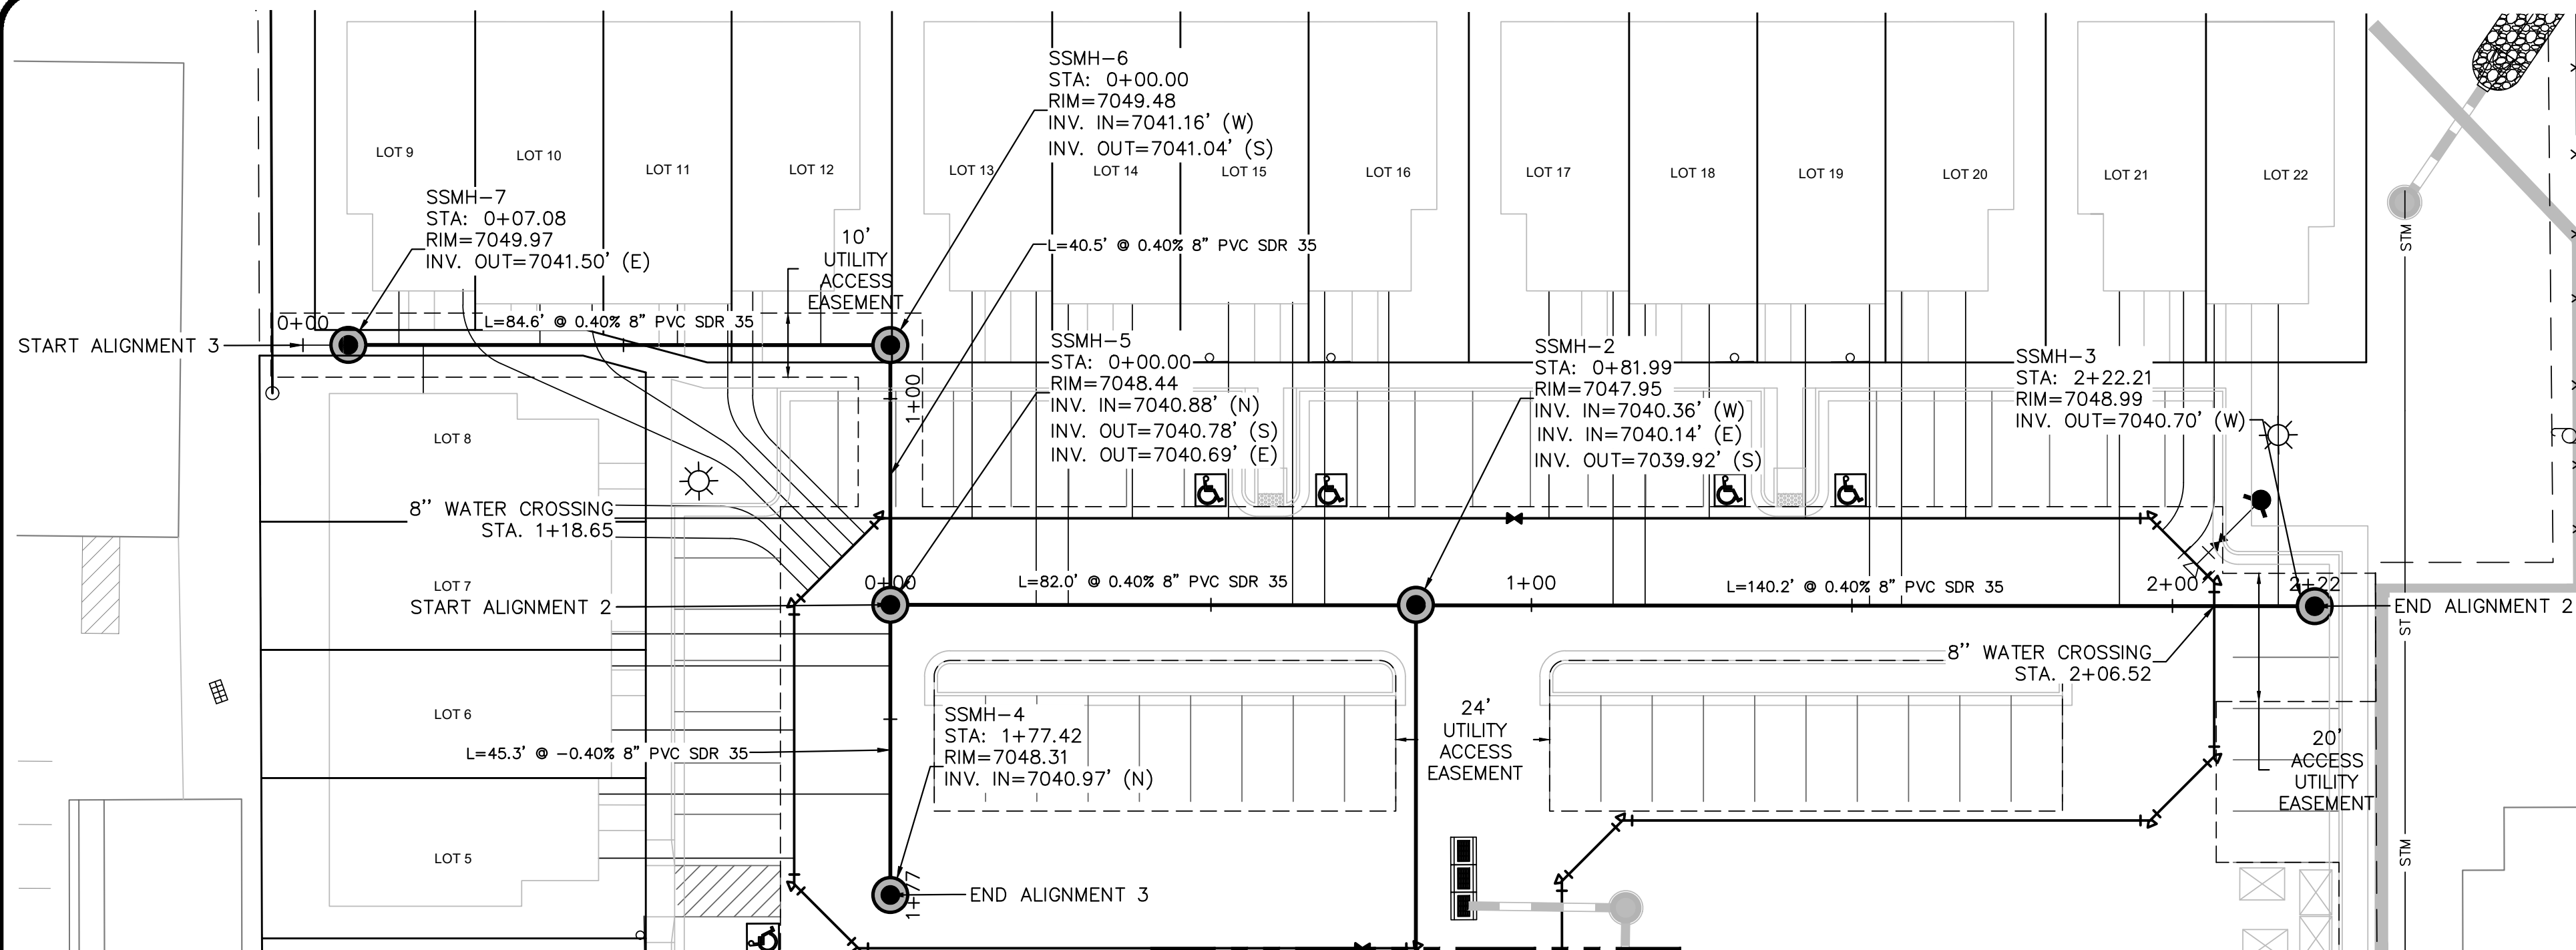 SSMH-6
STA: 0+00.00
RIM=7049.48
INV. IN=7041.16' (W)
INV. OUT=7041.04' (S)
LOT 9
LOT 10
LOT 11
LOT 12
LOT 13
LOT 14
LOT 15
LOT 16
LOT 17
LOT 18
LOT 19
LOT 20
LOT 21
LOT 22
SSMH-7
STA: 0+07.08
RIM=7049.97
INV. OUT=7041.50' (E)
10'
UTILITY
ACCESS
EASEMENT
L=40.5' @ 0.40% 8" PVC SDR 35
STM
0+00
L=84.6' @ 0.40% 8" PVC SDR 35
START ALIGNMENT 3
SSMH-5
STA: 0+00.00
RIM=7048.44
INV. IN=7040.88' (N)
INV. OUT=7040.78' (S)
INV. OUT=7040.69' (E)
SSMH-2
STA: 0+81.99
RIM=7047.95
INV. IN=7040.36' (W)
INV. IN=7040.14' (E)
INV. OUT=7039.92' (S)
SSMH-3
STA: 2+22.21
RIM=7048.99
INV. OUT=7040.70' (W)
1+00
LOT 8
8'' WATER CROSSING
STA. 1+18.65
LOT 7
START ALIGNMENT 2
0+00
L=82.0' @ 0.40% 8" PVC SDR 35
1+00
L=140.2' @ 0.40% 8" PVC SDR 35
2+00
2+22
END ALIGNMENT 2
ST
8'' WATER CROSSING
STA. 2+06.52
LOT 6
L=45.3' @ -0.40% 8" PVC SDR 35
SSMH-4
STA: 1+77.42
RIM=7048.31
INV. IN=7040.97' (N)
24'
UTILITY
ACCESS
EASEMENT
20'
ACCESS
UTILITY
EASEMENT
LOT 5
STM
1+77
END ALIGNMENT 3